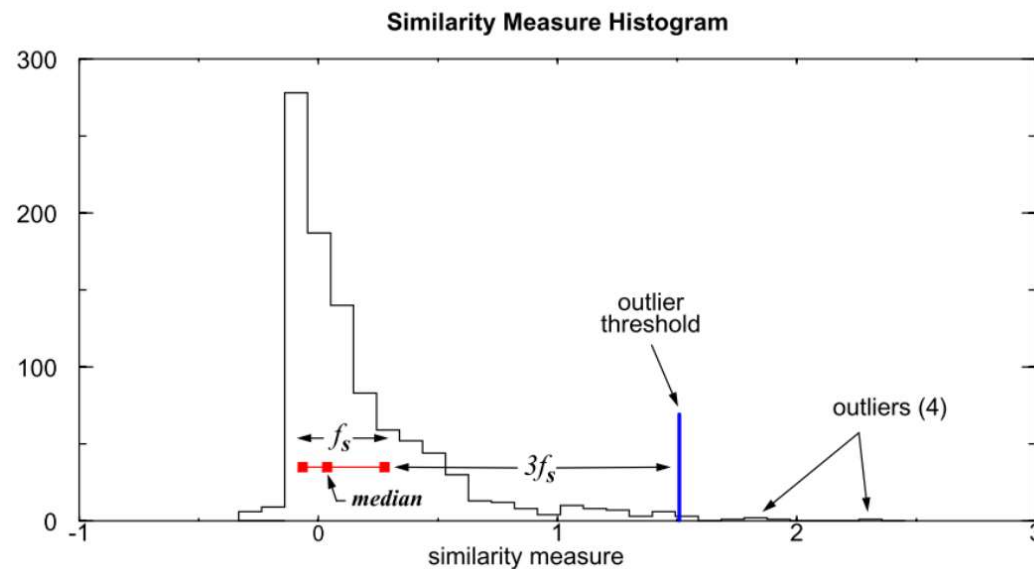 Similarity Measure Histogram
300
200
100
0
-1
0
1
2
3
outlier
threshold
outliers (4)
fs
3fs
median
similarity measure